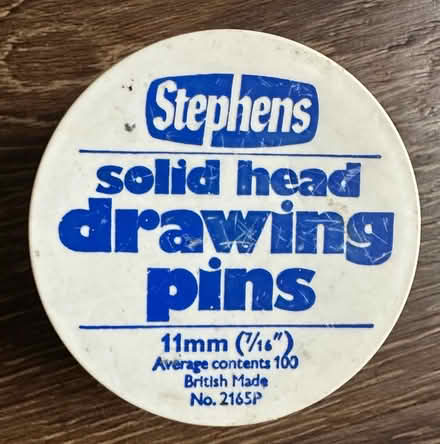 Stephens
solid head
drawing
pins
11mm (7/16")
Average contents 100
British Made
No. 2165P